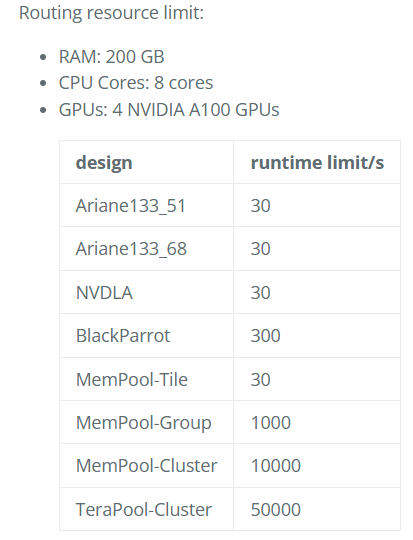 Routing resource limit:
• RAM: 200 GB
• CPU Cores: 8 cores
• GPUs: 4 NVIDIA A100 GPUs
design runtime limit/s
Ariane133_51 30
Ariane133_68 30
NVDLA 30
BlackParrot 300
MemPool-Tile 30
MemPool-Group 1000
MemPool-Cluster 10000
TeraPool-Cluster 50000